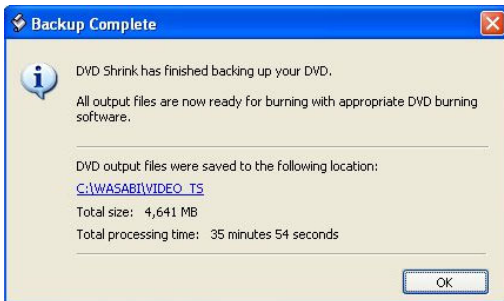 Backup Complete
DVD Shrink has finished backing up your DVD.
All output files are now ready for burning with appropriate DVD burning
software.
DVD output files were saved to the following location:
C:\WASABI\VIDEO_TS
Total size: 4,641 MB
Total processing time: 35 minutes 54 seconds
OK